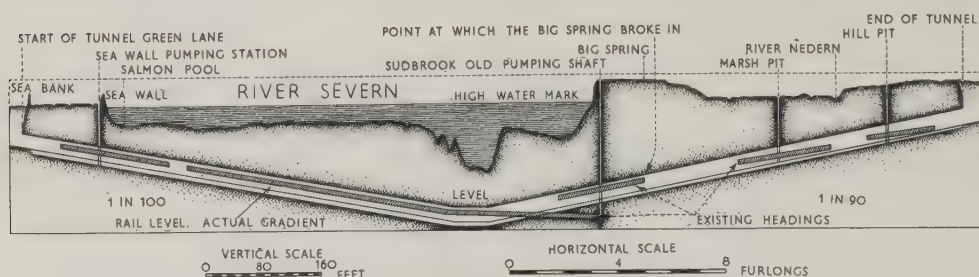 POINT AT WHICH THE BIG SPRING BROKE IN
END OF TUNNEL
START OF TUNNEL GREEN LANE
HILL PIT
SEA WALL PUMPING STATION
BIG SPRING
RIVER NEDERN
SALMON POOL
SUDBROOK OLD PUMPING SHAFT
MARSH PIT
SEA BANK
SEA WALL
RIVER SEVERN
HIGH WATER MARK
LEVEL
1 IN 100
1 IN 90
RAIL LEVEL. ACTUAL GRADIENT
EXISTING HEADINGS
VERTICAL SCALE
0 80 160 FEET
HORIZONTAL SCALE
0 4 8 FURLONGS